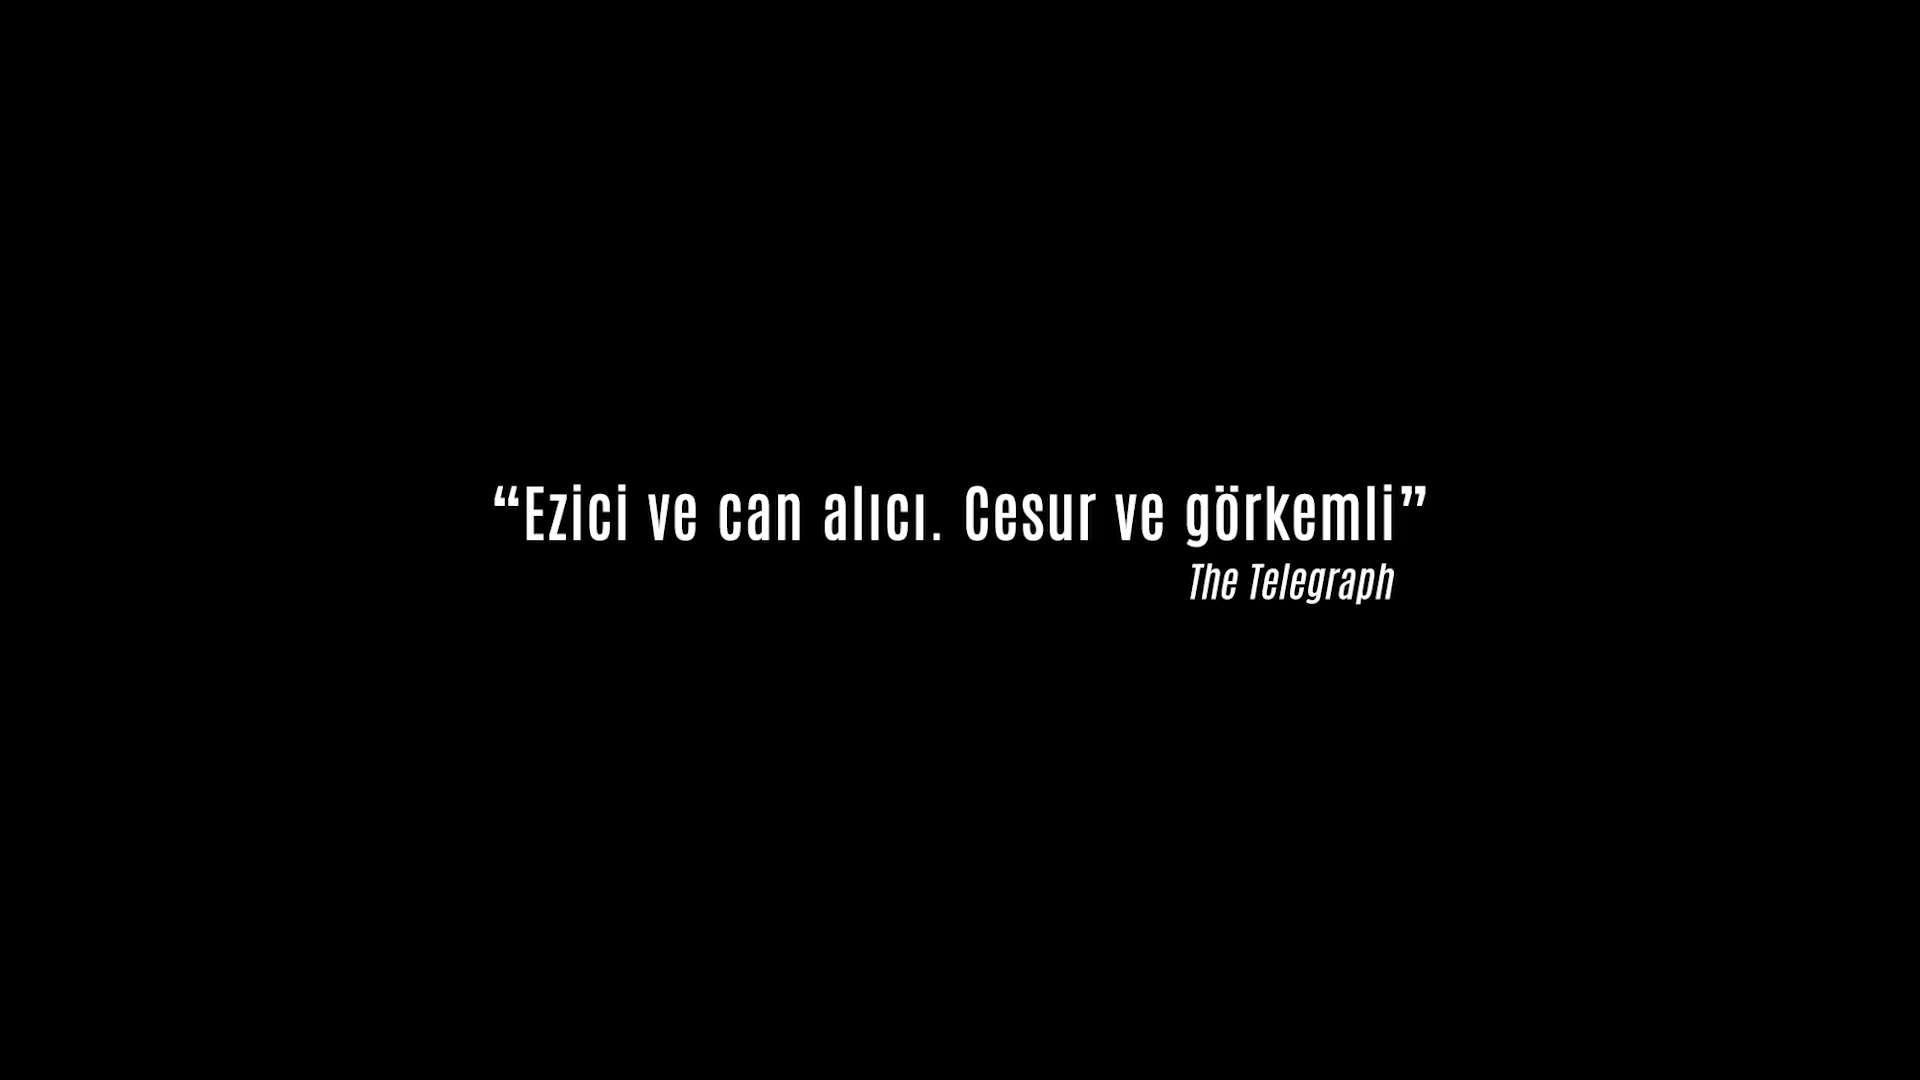 “Ezici ve can alıcı. Cesur ve görkemli”
The Telegraph